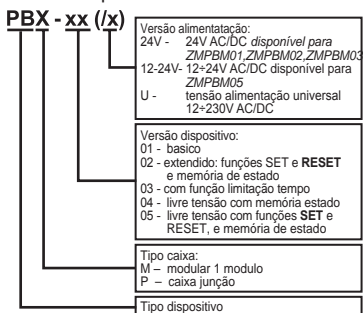 PBX - xx (/x)
Versão alimentatação:
24V - 24V AC/DC disponível para
ZMPBM01,ZMPBM02,ZMPBM03
12-24V- 12÷24V AC/DC disponível para
ZMPBM05
U - tensão alimentação universal
12÷230V AC/DC
Versão dispositivo:
01 - basico
02 - extendido: funções SET e RESET
e memória de estado
03 - com função limitação tempo
04 - livre tensão com memória estado
05 - livre tensão com funções SET e
RESET, e memória de estado
Tipo caixa:
M – modular 1 modulo
P – caixa junção
Tipo dispositivo